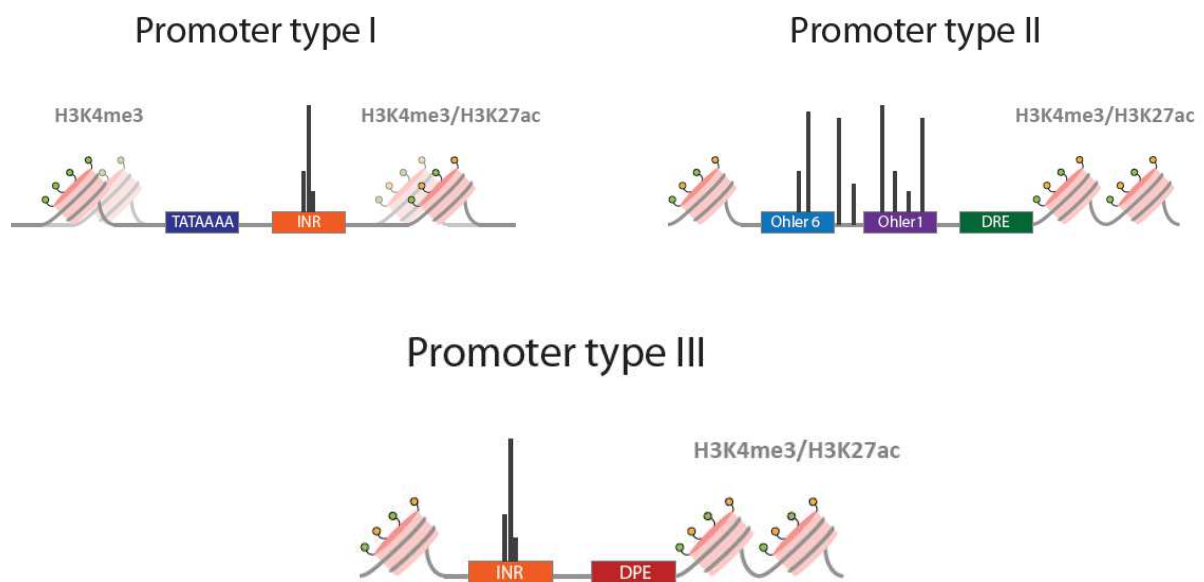 Promoter type I
Promoter type II
H3K4me3
H3K4me3/H3K27ac
H3K4me3/H3K27ac
TATAAAA
INR
Ohler 6
Ohler1
DRE
Promoter type III
H3K4me3/H3K27ac
INR
DPE